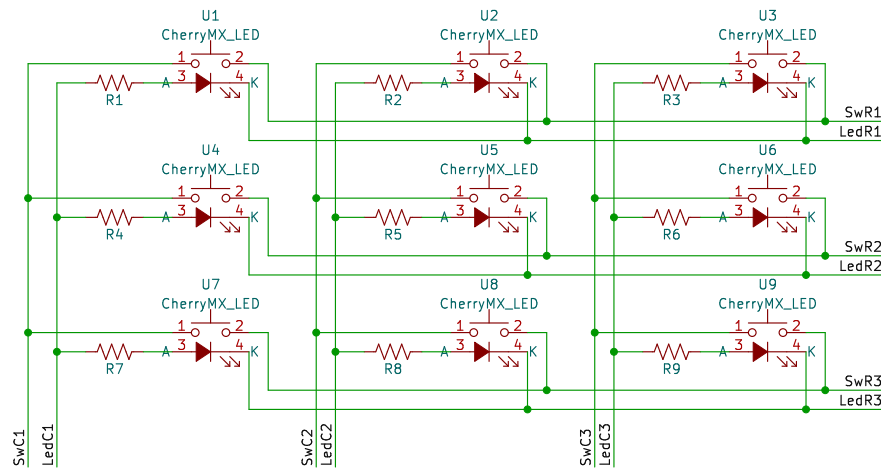 U1 U2 U3
CherryMX_LED CherryMX_LED CherryMX_LED
1 2 1 2 1 2
A 3 4 K A 3 4 K A 3 4 K
R1 R2 R3
SwR1
LedR1
U4 U5 U6
CherryMX_LED CherryMX_LED CherryMX_LED
1 2 1 2 1 2
A 3 4 K A 3 4 K A 3 4 K
R4 R5 R6
SwR2
LedR2
U7 U8 U9
CherryMX_LED CherryMX_LED CherryMX_LED
1 2 1 2 1 2
A 3 4 K A 3 4 K A 3 4 K
R7 R8 R9
SwR3
LedR3
SwC1
LedC1
SwC2
LedC2
SwC3
LedC3